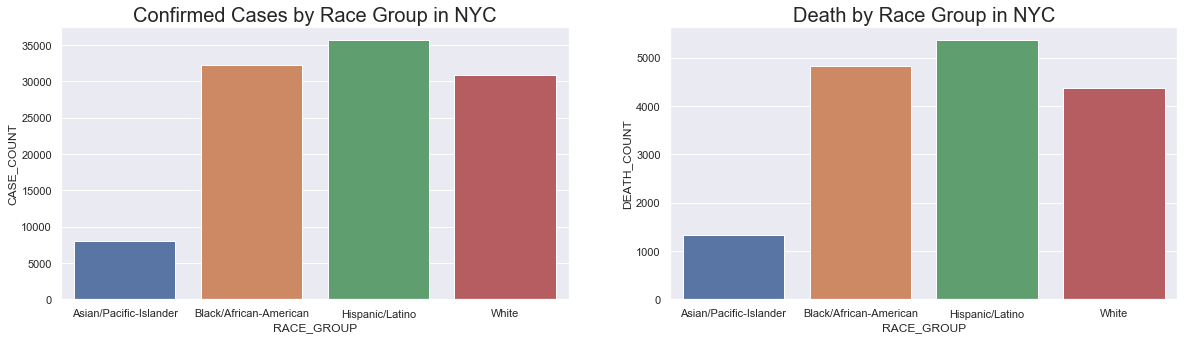 Confirmed Cases by Race Group in NYC
CASE_COUNT
35000
30000
25000
20000
15000
10000
5000
0
Asian/Pacific-Islander Black/African-American Hispanic/Latino White
RACE_GROUP
Death by Race Group in NYC
DEATH_COUNT
5000
4000
3000
2000
1000
0
Asian/Pacific-Islander Black/African-American Hispanic/Latino White
RACE_GROUP